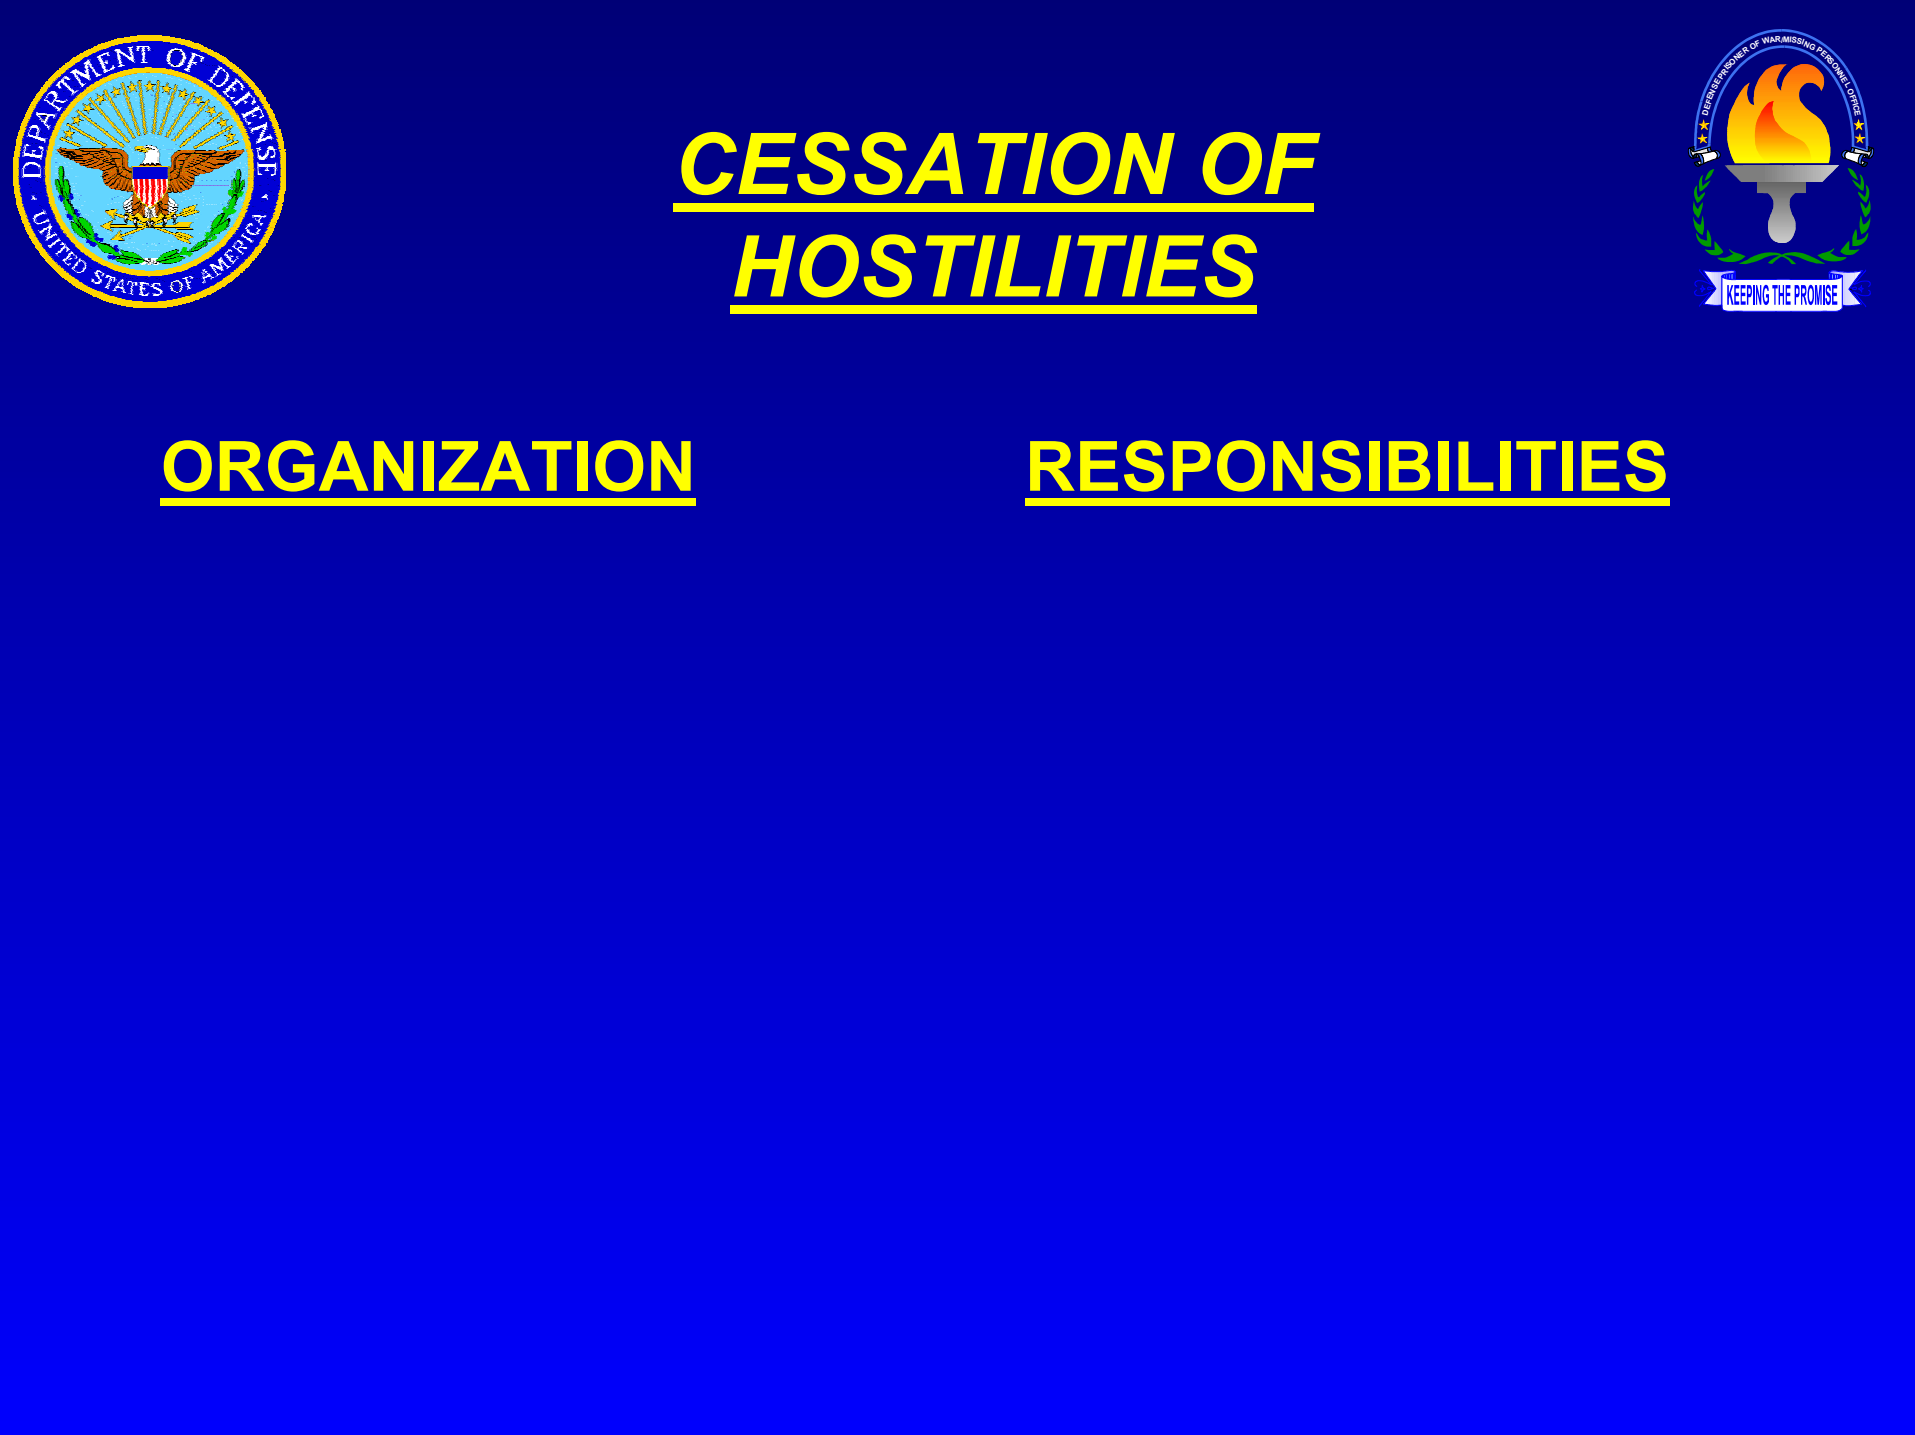 DEPARTMENT OF DEFENSE
UNITED STATES OF AMERICA
DEFENSE PRISONER OF WAR/MISSING PERSONNEL OFFICE
KEEPING THE PROMISE
CESSATION OF
HOSTILITIES
ORGANIZATION
RESPONSIBILITIES